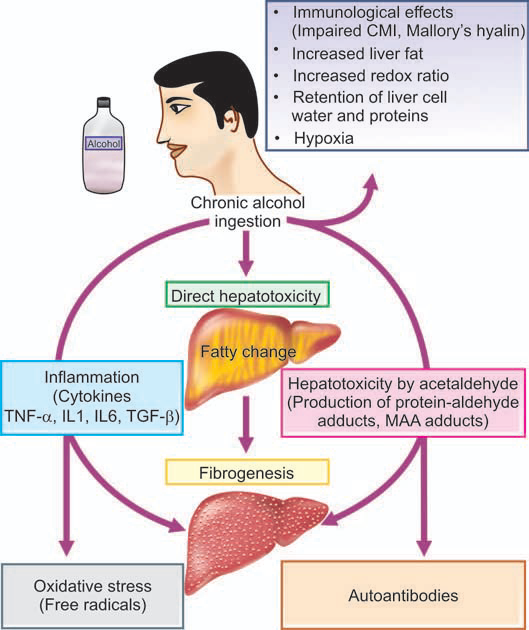 • Immunological effects
(Impaired CMI, Mallory's hyalin)
• Increased liver fat
• Increased redox ratio
• Retention of liver cell
water and proteins
• Hypoxia
Alcohol
Chronic alcohol
ingestion
Direct hepatotoxicity
Fatty change
Inflammation
(Cytokines
TNF-α, IL1, IL6, TGF-β)
Hepatotoxicity by acetaldehyde
(Production of protein-aldehyde
adducts, MAA adducts)
Fibrogenesis
Oxidative stress
(Free radicals)
Autoantibodies